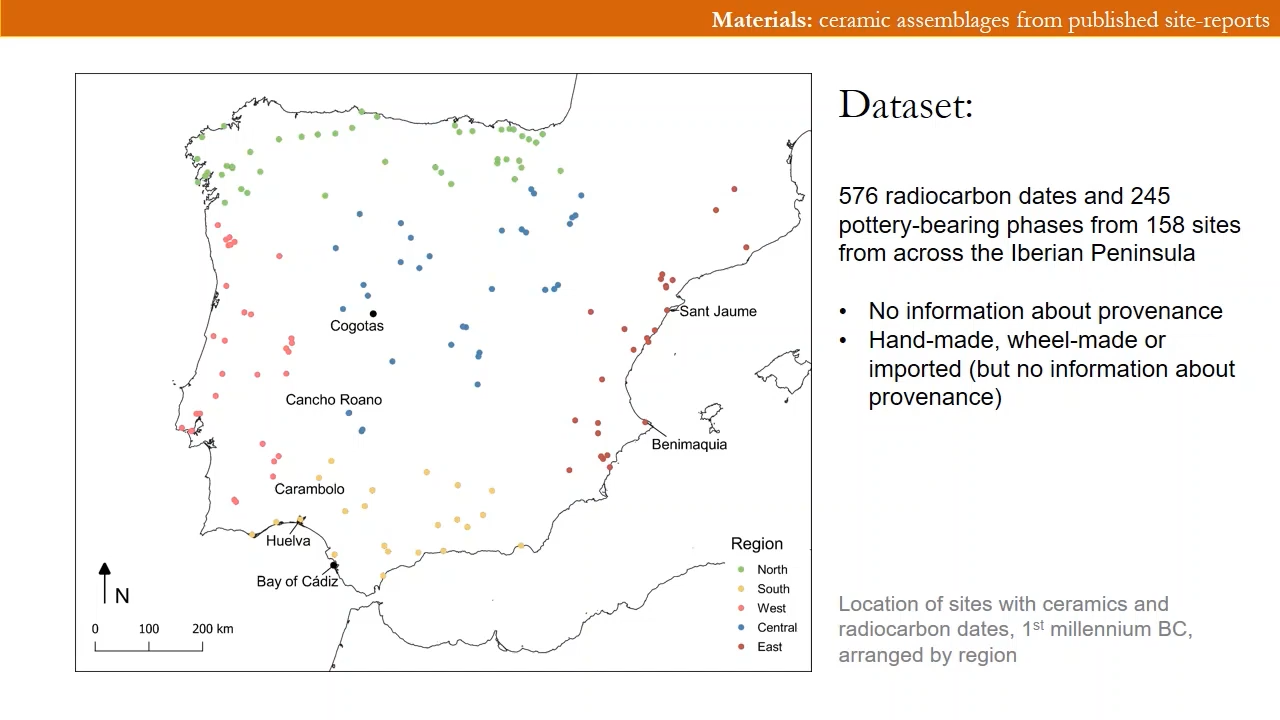 Materials: ceramic assemblages from published site-reports
Dataset:
576 radiocarbon dates and 245
pottery-bearing phases from 158 sites
from across the Iberian Peninsula
• No information about provenance
• Hand-made, wheel-made or
imported (but no information about
provenance)
Sant Jaume
Cogotas
Cancho Roano
Benimaquia
Carambolo
Huelva
Bay of Cádiz
Region
North
South
West
Central
East
N
0 100 200 km
Location of sites with ceramics and
radiocarbon dates, 1st millennium BC,
arranged by region